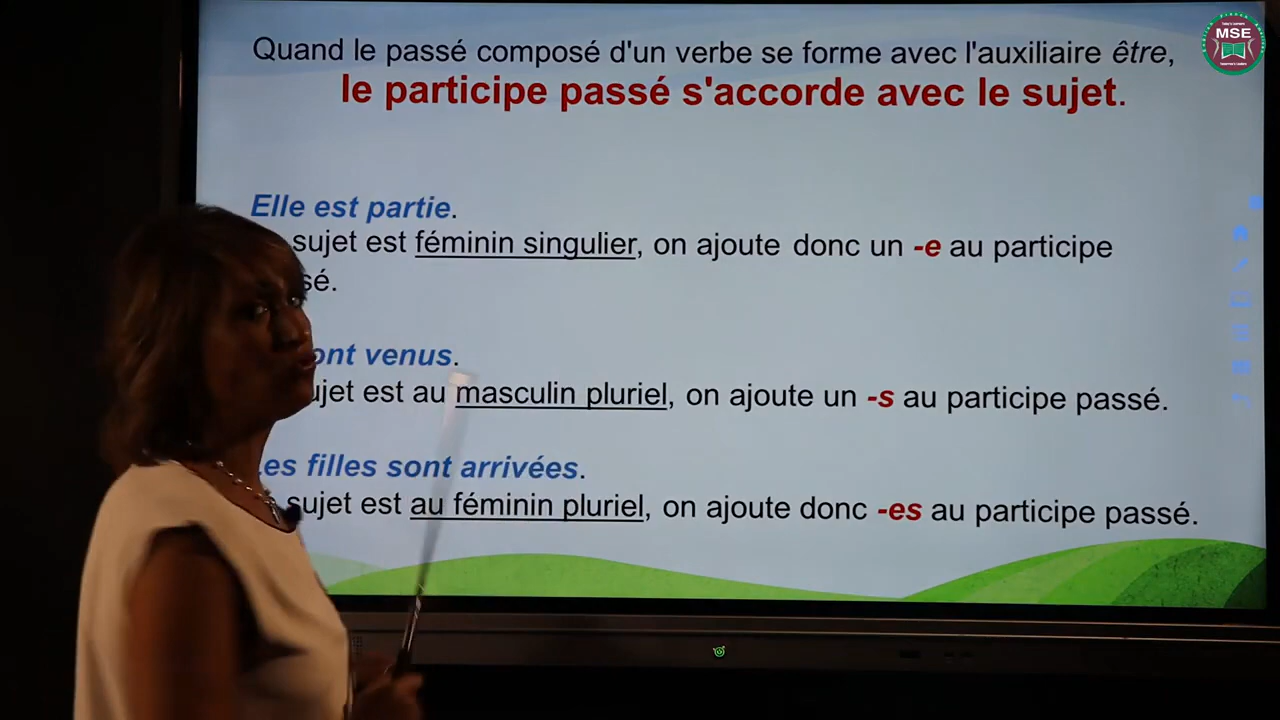 Quand le passé composé d'un verbe se forme avec l'auxiliaire être,
le participe passé s'accorde avec le sujet.
Elle est partie.
sujet est féminin singulier, on ajoute donc un -e au participe
sé.
ont venus.
ujet est au masculin pluriel, on ajoute un -s au participe passé.
es filles sont arrivées.
sujet est au féminin pluriel, on ajoute donc -es au participe passé.
MSE